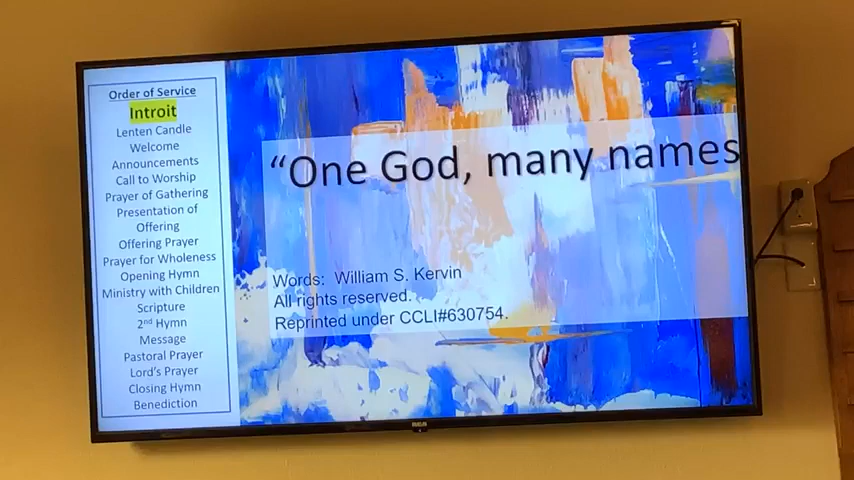 Order of Service
Introit
Lenten Candle
Welcome
Announcements
Call to Worship
Prayer of Gathering
Presentation of
Offering
Offering Prayer
Prayer for Wholeness
Opening Hymn
Ministry with Children
Scripture
2nd Hymn
Message
Pastoral Prayer
Lord's Prayer
Closing Hymn
Benediction
“One God, many names
Words: William S. Kervin
All rights reserved.
Reprinted under CCLI#630754.